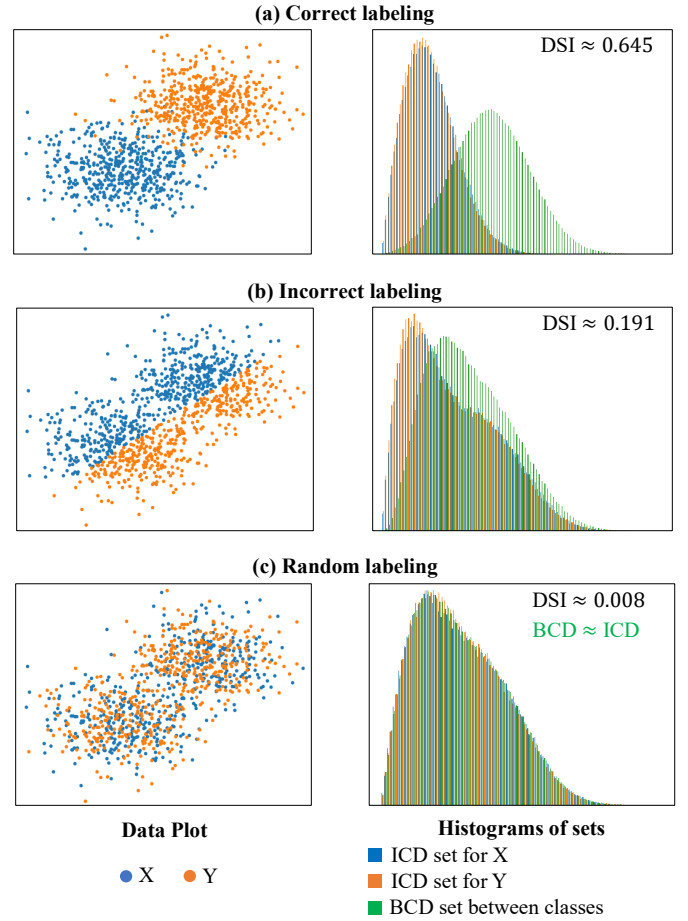 (a) Correct labeling
DSI ≈ 0.645
(b) Incorrect labeling
DSI ≈ 0.191
(c) Random labeling
DSI ≈ 0.008
BCD ≈ ICD
Data Plot
X Y
Histograms of sets
ICD set for X
ICD set for Y
BCD set between classes